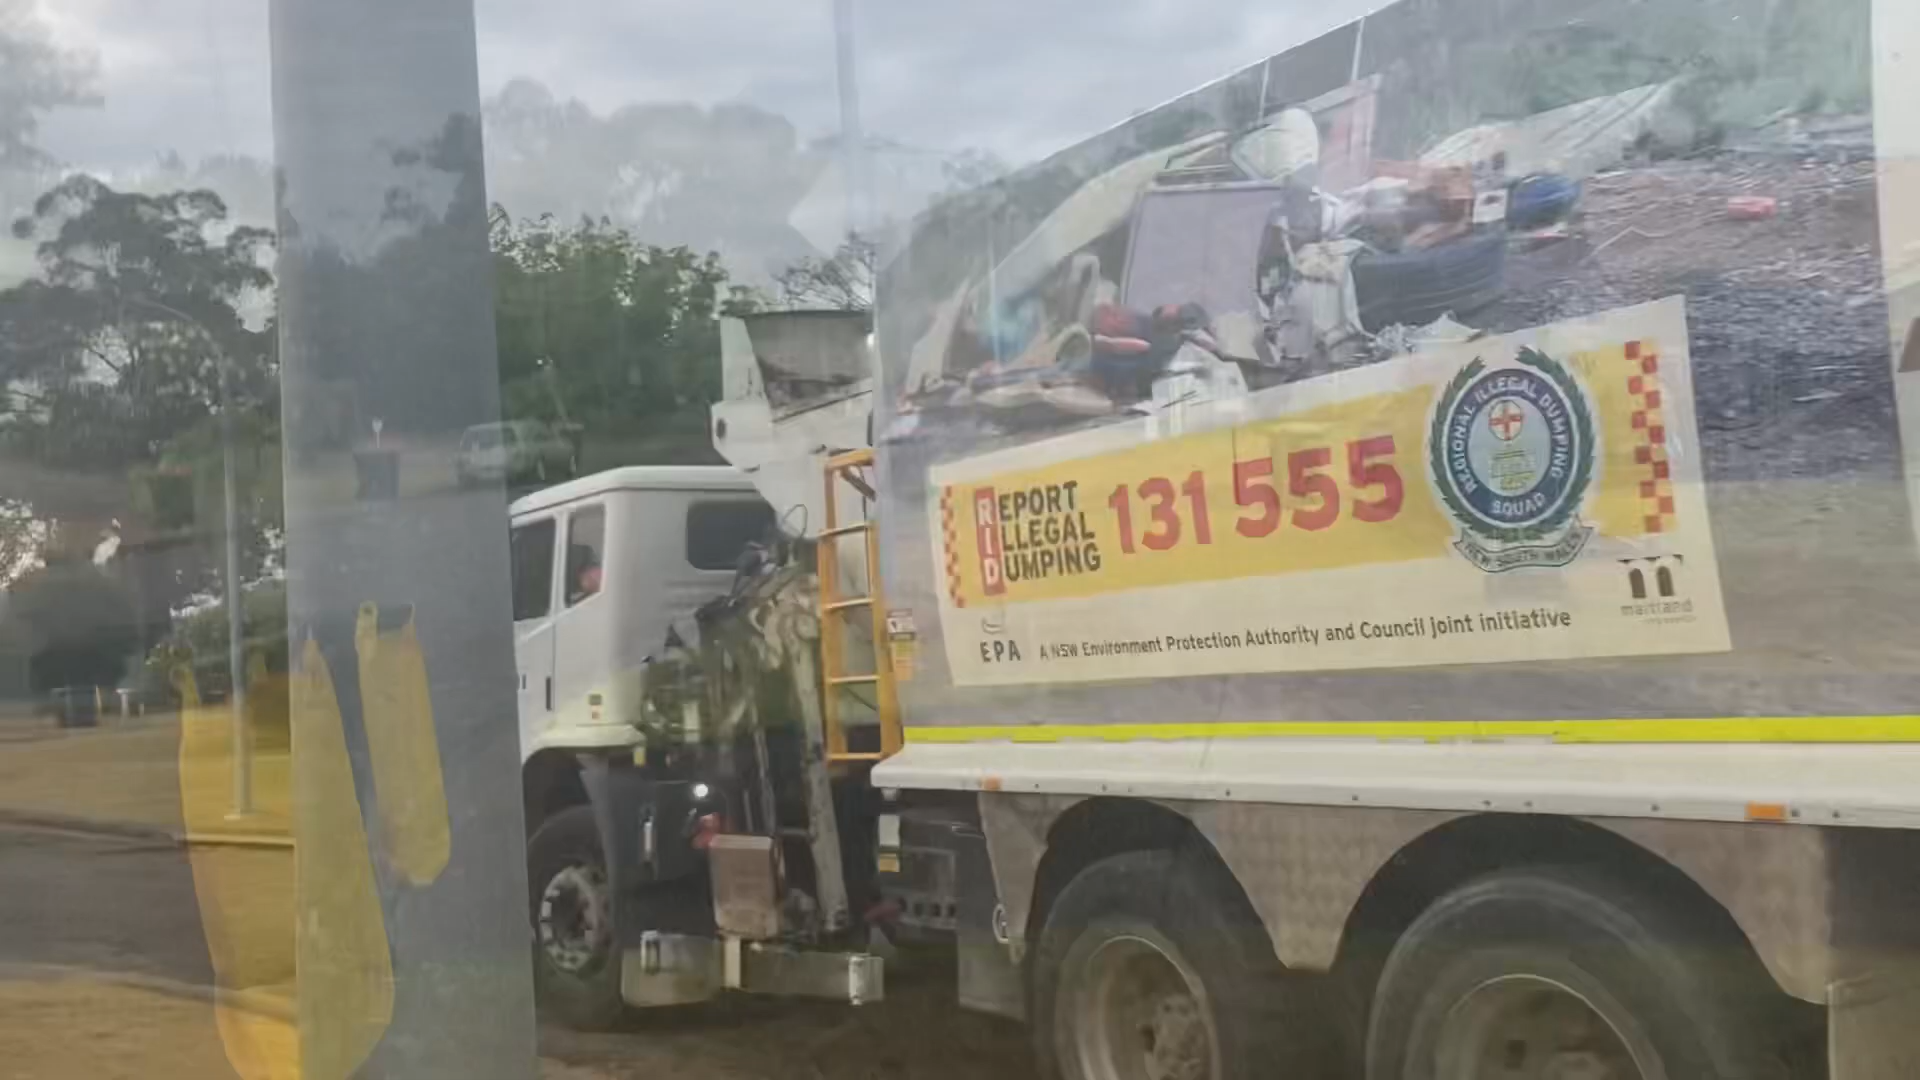 REPORT
ILLEGAL
DUMPING
131 555
REGIONAL ILLEGAL DUMPING
SQUAD
NEW SOUTH WALES
maitland
EPA
A NSW Environment Protection Authority and Council joint initiative